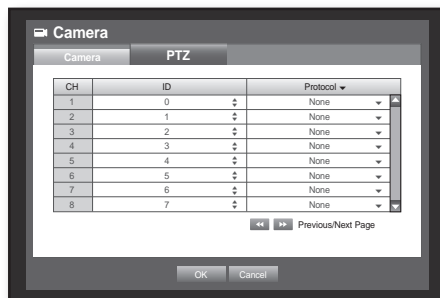 Camera
Camera PTZ
CH ID Protocol
1 0 None
2 1 None
3 2 None
4 3 None
5 4 None
6 5 None
7 6 None
8 7 None
Previous/Next Page
OK Cancel